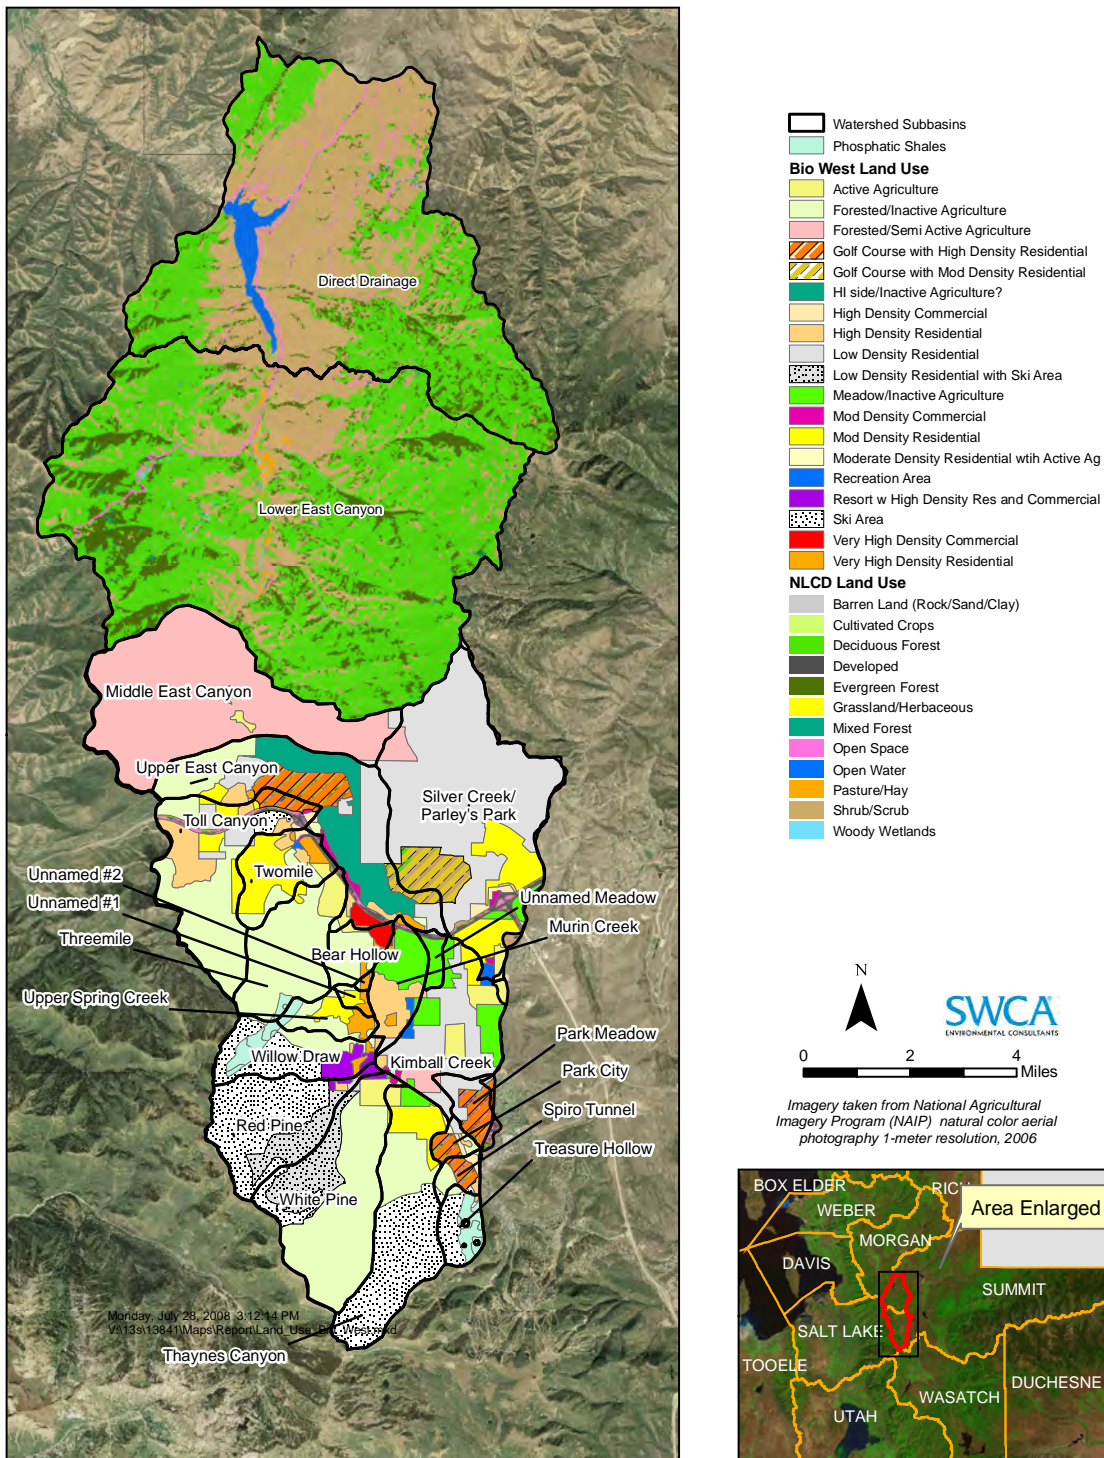 Direct Drainage
Lower East Canyon
Middle East Canyon
Upper East Canyon
Toll Canyon
Silver Creek/
Parley's Park
Twomile
Unnamed #2
Unnamed #1
Threemile
Upper Spring Creek
Bear Hollow
Unnamed Meadow
Murin Creek
Willow Draw
Kimball Creek
Park Meadow
Park City
Spiro Tunnel
Treasure Hollow
Red Pine
White Pine
Monday, July 28, 2008 3:12:14 PM
Thaynes Canyon
Watershed Subbasins
Phosphatic Shales
Bio West Land Use
Active Agriculture
Forested/Inactive Agriculture
Forested/Semi Active Agriculture
Golf Course with High Density Residential
Golf Course with Mod Density Residential
HI side/Inactive Agriculture?
High Density Commercial
High Density Residential
Low Density Residential
Low Density Residential with Ski Area
Meadow/Inactive Agriculture
Mod Density Commercial
Mod Density Residential
Moderate Density Residential wtih Active Ag
Recreation Area
Resort w High Density Res and Commercial
Ski Area
Very High Density Commercial
Very High Density Residential
NLCD Land Use
Barren Land (Rock/Sand/Clay)
Cultivated Crops
Deciduous Forest
Developed
Evergreen Forest
Grassland/Herbaceous
Mixed Forest
Open Space
Open Water
Pasture/Hay
Shrub/Scrub
Woody Wetlands
N
SWCA
ENVIRONMENTAL CONSULTANTS
0 2 4
Miles
Imagery taken from National Agricultural
Imagery Program (NAIP) natural color aerial
photography 1-meter resolution, 2006
BOX ELDER
WEBER
Area Enlarged
MORGAN
DAVIS
SUMMIT
SALT LAKE
TOOELE
DUCHESNE
WASATCH
UTAH